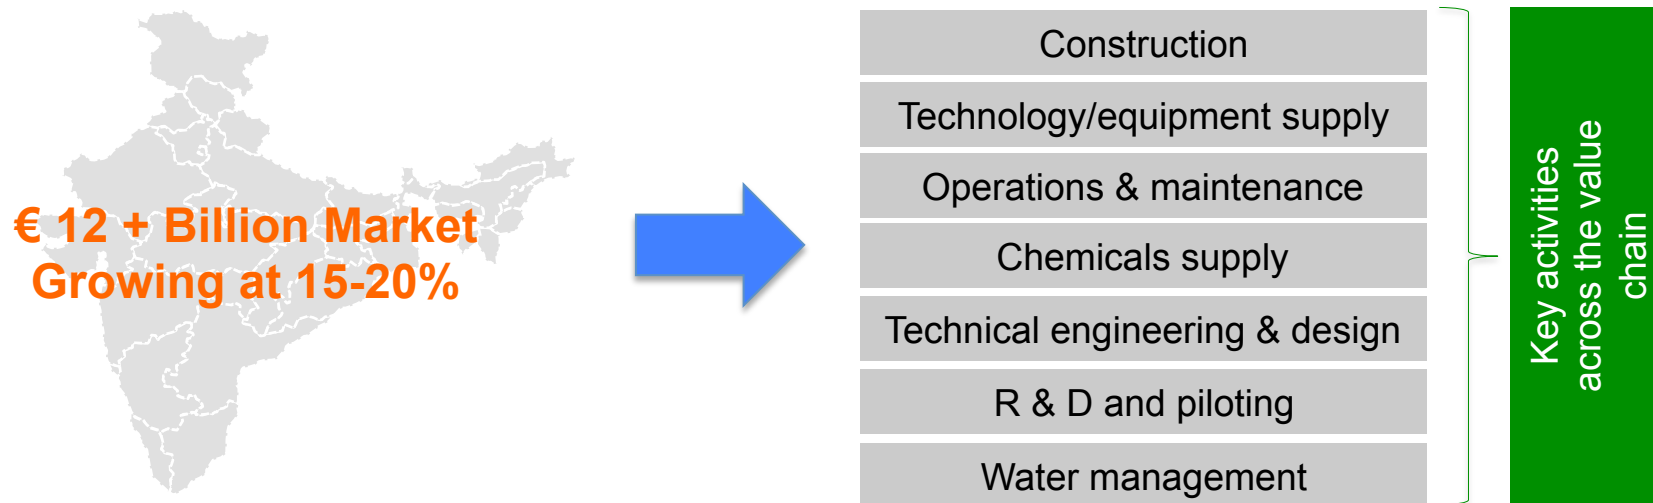 € 12 + Billion Market
Growing at 15-20%
Construction
Technology/equipment supply
Operations & maintenance
Chemicals supply
Technical engineering & design
R & D and piloting
Water management
Key activities
across the value
chain